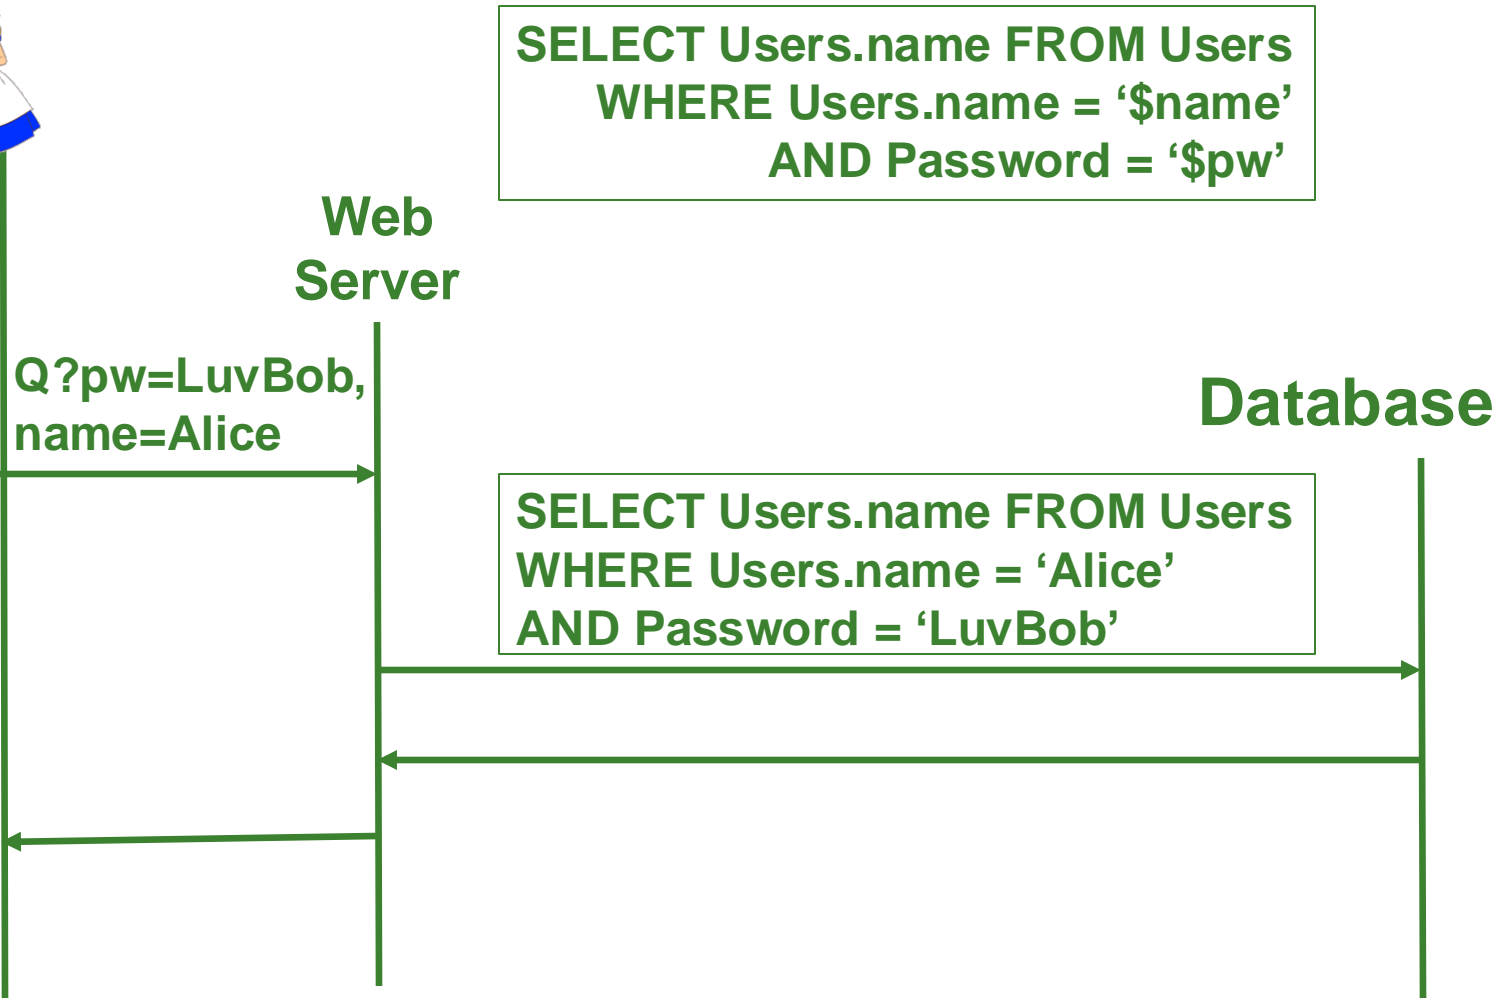 SELECT Users.name FROM Users
WHERE Users.name = ‘$name’
AND Password = ‘$pw’
Web
Server
Q?pw=LuvBob,
name=Alice
Database
SELECT Users.name FROM Users
WHERE Users.name = ‘Alice’
AND Password = ‘LuvBob’